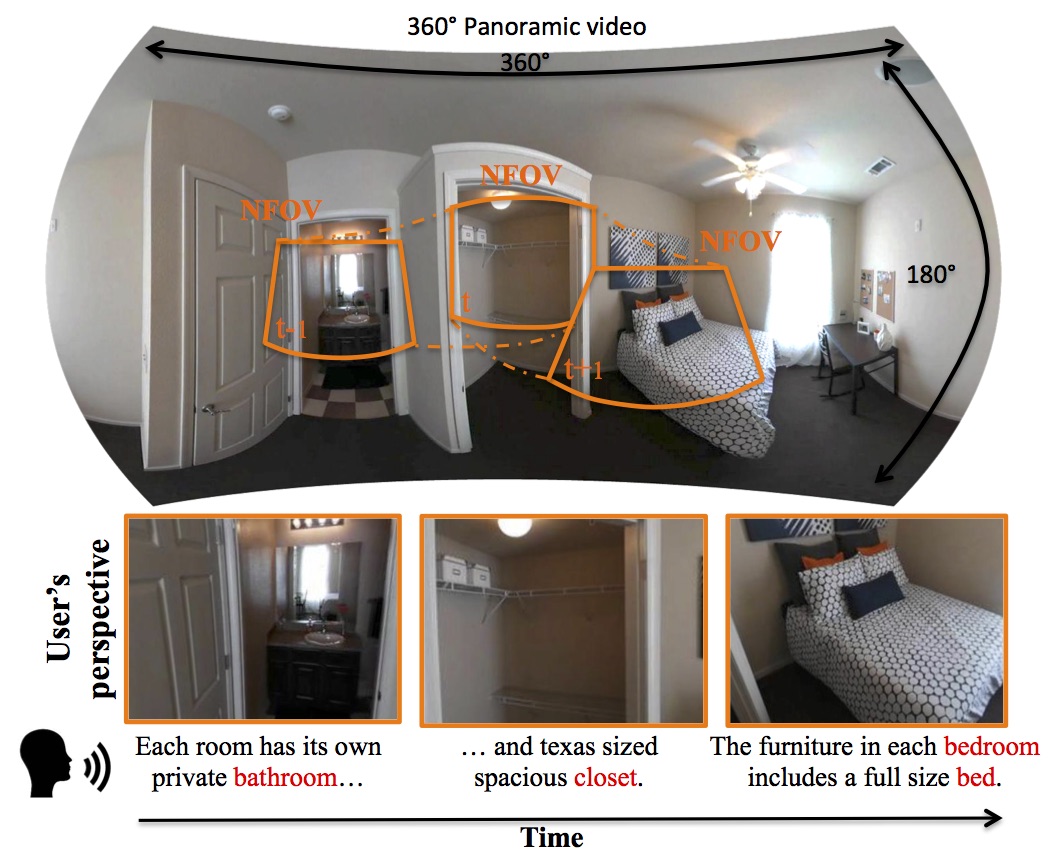 360° Panoramic video
360°
NFOV
NFOV
NFOV
180°
t-1
t
t+1
User's
perspective
Each room has its own
private bathroom…
… and texas sized
spacious closet.
The furniture in each bedroom
includes a full size bed.
Time